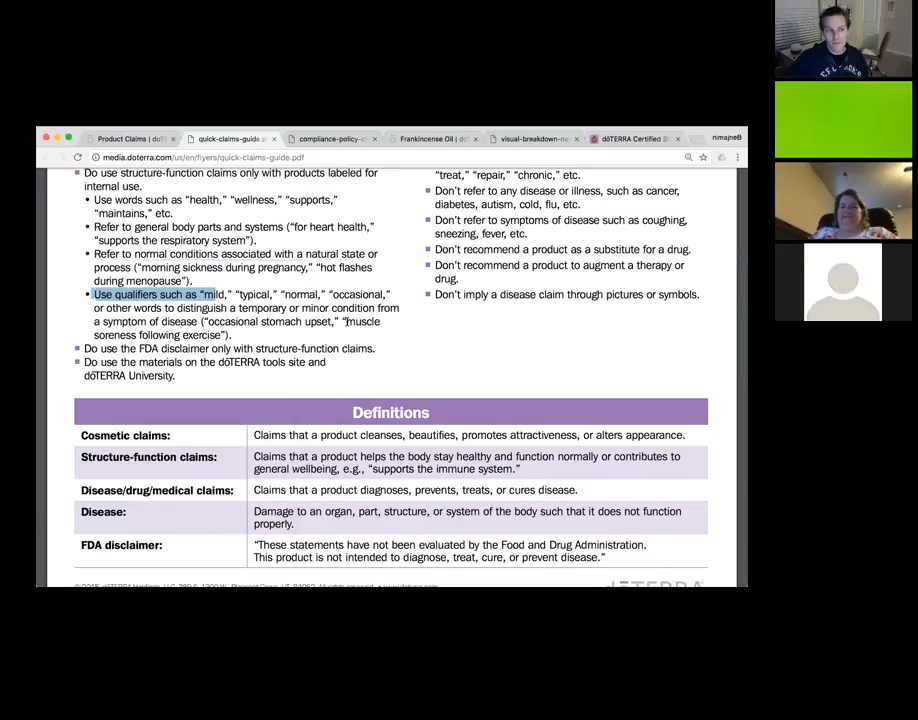 Product Claims | doT
quick-claims-guide.p
compliance-policy-co
Frankincense Oil | dō
visual-breakdown-ne
dōTERRA Certified S
nimajneB
media.doterra.com/us/en/flyers/quick-claims-guide.pdf
Do use structure-function claims only with products labeled for
internal use.
• Use words such as “health,” “wellness,” “supports,”
“maintains,” etc.
• Refer to general body parts and systems (“for heart health,”
“supports the respiratory system”).
• Refer to normal conditions associated with a natural state or
process (“morning sickness during pregnancy,” “hot flashes
during menopause”).
• Use qualifiers such as “mild,” “typical,” “normal,” “occasional,”
or other words to distinguish a temporary or minor condition from
a symptom of disease (“occasional stomach upset,” “muscle
soreness following exercise”).
Do use the FDA disclaimer only with structure-function claims.
Do use the materials on the dōTERRA tools site and
dōTERRA University.
“treat,” “repair,” “chronic,” etc.
Don’t refer to any disease or illness, such as cancer,
diabetes, autism, cold, flu, etc.
Don’t refer to symptoms of disease such as coughing,
sneezing, fever, etc.
Don’t recommend a product as a substitute for a drug.
Don’t recommend a product to augment a therapy or
drug.
Don’t imply a disease claim through pictures or symbols.
Definitions
Cosmetic claims: Claims that a product cleanses, beautifies, promotes attractiveness, or alters appearance.
Structure-function claims: Claims that a product helps the body stay healthy and function normally or contributes to
general wellbeing, e.g., “supports the immune system.”
Disease/drug/medical claims: Claims that a product diagnoses, prevents, treats, or cures disease.
Disease: Damage to an organ, part, structure, or system of the body such that it does not function
properly.
FDA disclaimer: “These statements have not been evaluated by the Food and Drug Administration.
This product is not intended to diagnose, treat, cure, or prevent disease.”
dōTERRA